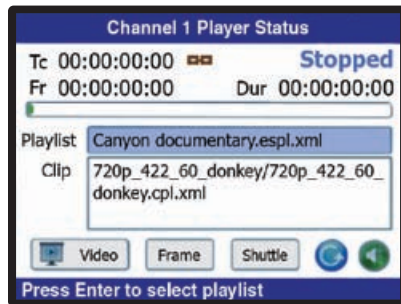 Channel 1 Player Status
Tc 00:00:00:00 Stopped
Fr 00:00:00:00 Dur 00:00:00:00
Playlist Canyon documentary.espl.xml
Clip 720p_422_60_donkey/720p_422_60_
donkey.cpl.xml
Video Frame Shuttle
Press Enter to select playlist